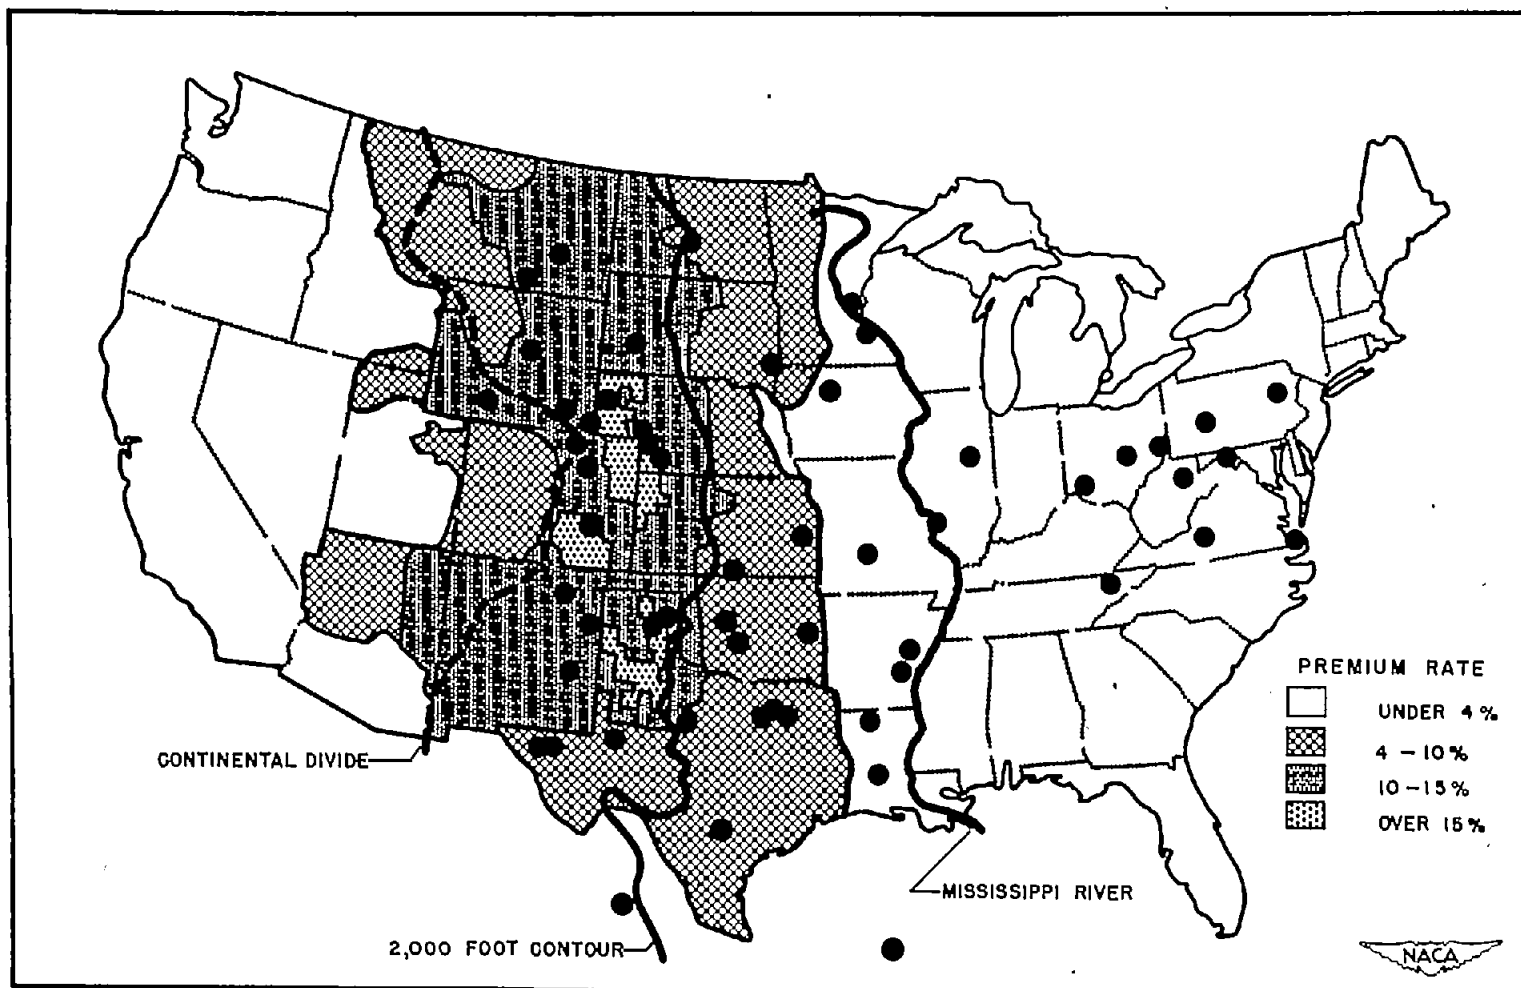 PREMIUM RATE
UNDER 4%
4 – 10%
10 – 15%
OVER 15%
CONTINENTAL DIVIDE
MISSISSIPPI RIVER
2,000 FOOT CONTOUR
NACA